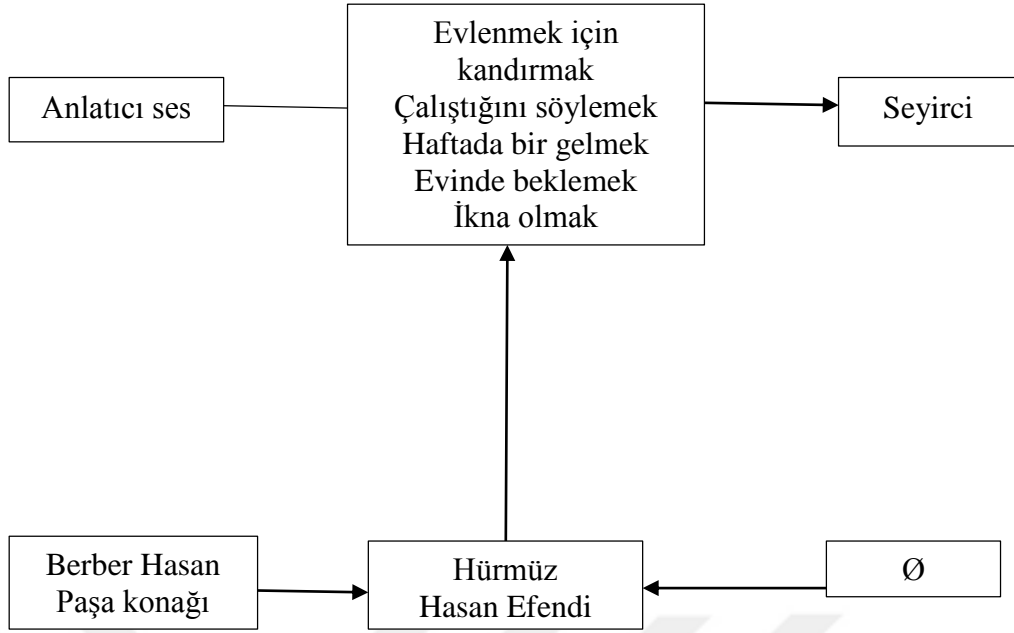 Anlatıcı ses
Evlenmek için
kandırmak
Çalıştığını söylemek
Haftada bir gelmek
Evinde beklemek
İkna olmak
Seyirci
Berber Hasan
Paşa konağı
Hürmüz
Hasan Efendi
Ø